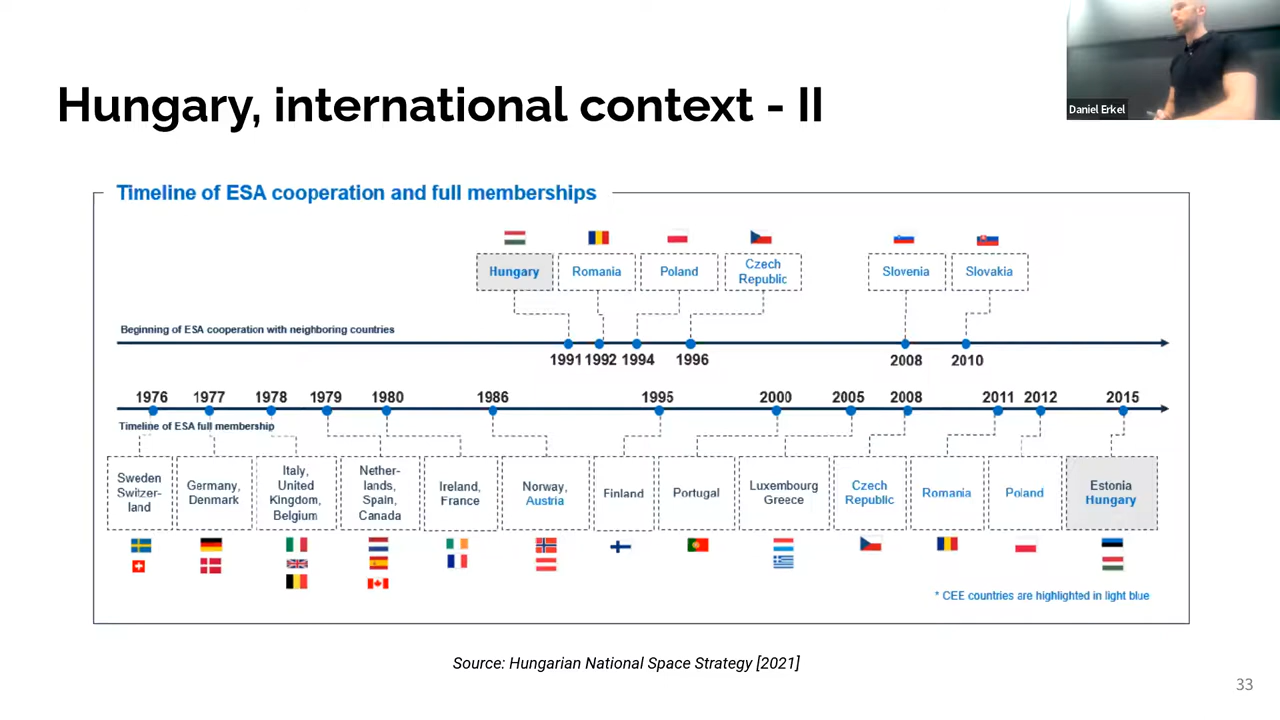 Daniel Erkel
Hungary, international context - II
Timeline of ESA cooperation and full memberships
Hungary
Romania
Poland
Czech
Republic
Slovenia
Slovakia
Beginning of ESA cooperation with neighboring countries
1991 1992 1994 1996 2008 2010
1976 1977 1978 1979 1980 1986 1995 2000 2005 2008 2011 2012 2015
Timeline of ESA full membership
Sweden
Switzer-
land
Germany,
Denmark
Italy,
United
Kingdom,
Belgium
Nether-
lands,
Spain,
Canada
Ireland,
France
Norway,
Austria
Finland
Portugal
Luxembourg
Greece
Czech
Republic
Romania
Poland
Estonia
Hungary
* CEE countries are highlighted in light blue
Source: Hungarian National Space Strategy [2021]
33